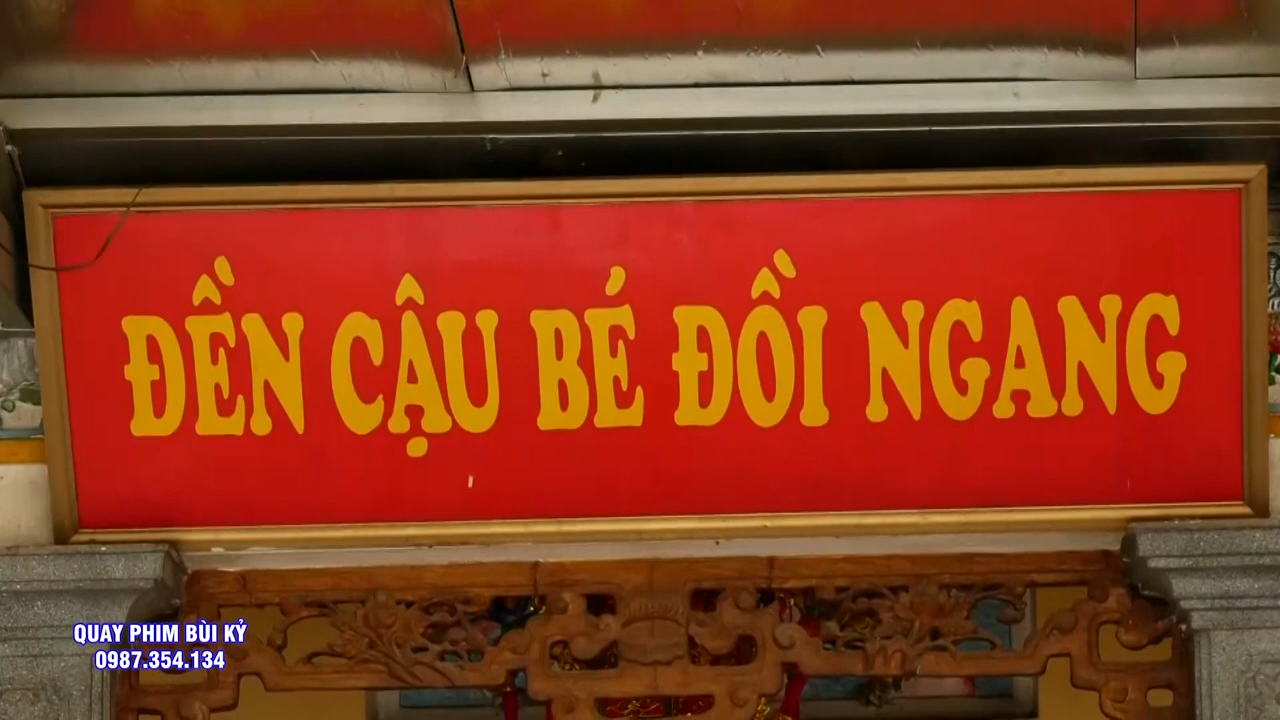 ĐỀN CẬU BÉ ĐỒI NGANG
QUAY PHIM BÙI KỶ
0987.354.134